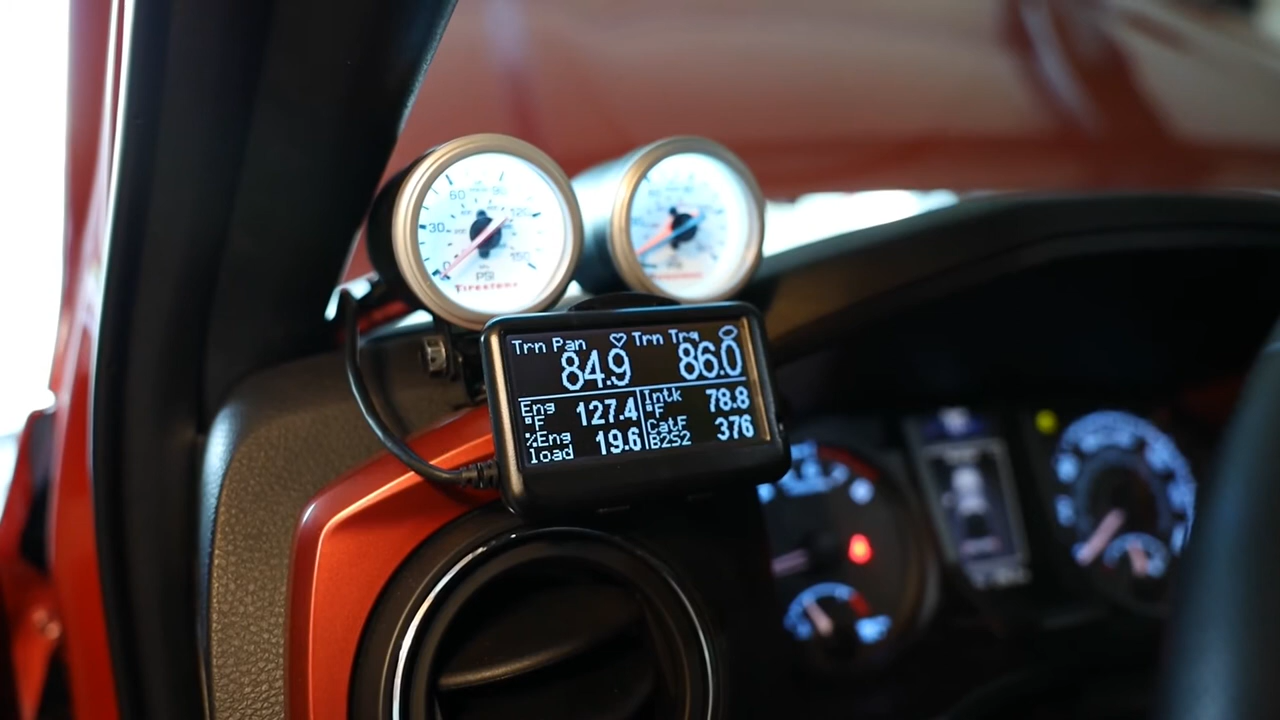 60
30
0
150
PSI
Firestone
Trn Pan
84.9
Trn Trq
86.0
Eng °F 127.4
Intk °F 78.8
%Eng load 19.6
CatF B2S2 376